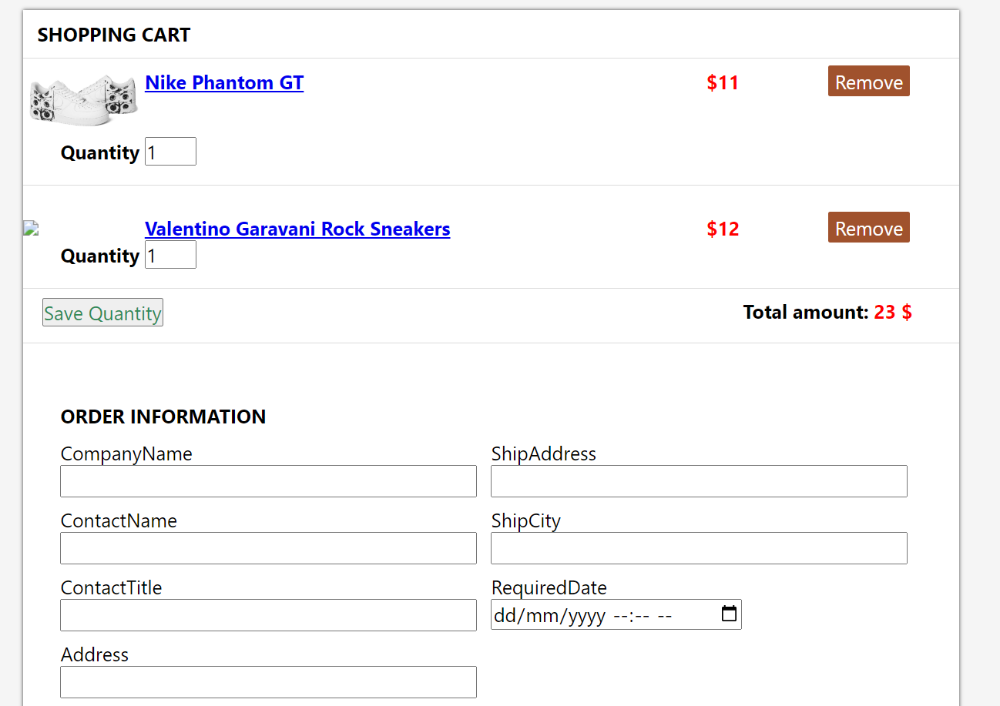 SHOPPING CART
Nike Phantom GT $11 Remove
Quantity 1
Valentino Garavani Rock Sneakers $12 Remove
Quantity 1
Save Quantity Total amount: 23 $
ORDER INFORMATION
CompanyName ShipAddress
ContactName ShipCity
ContactTitle RequiredDate
dd/mm/yyyy --:-- --
Address